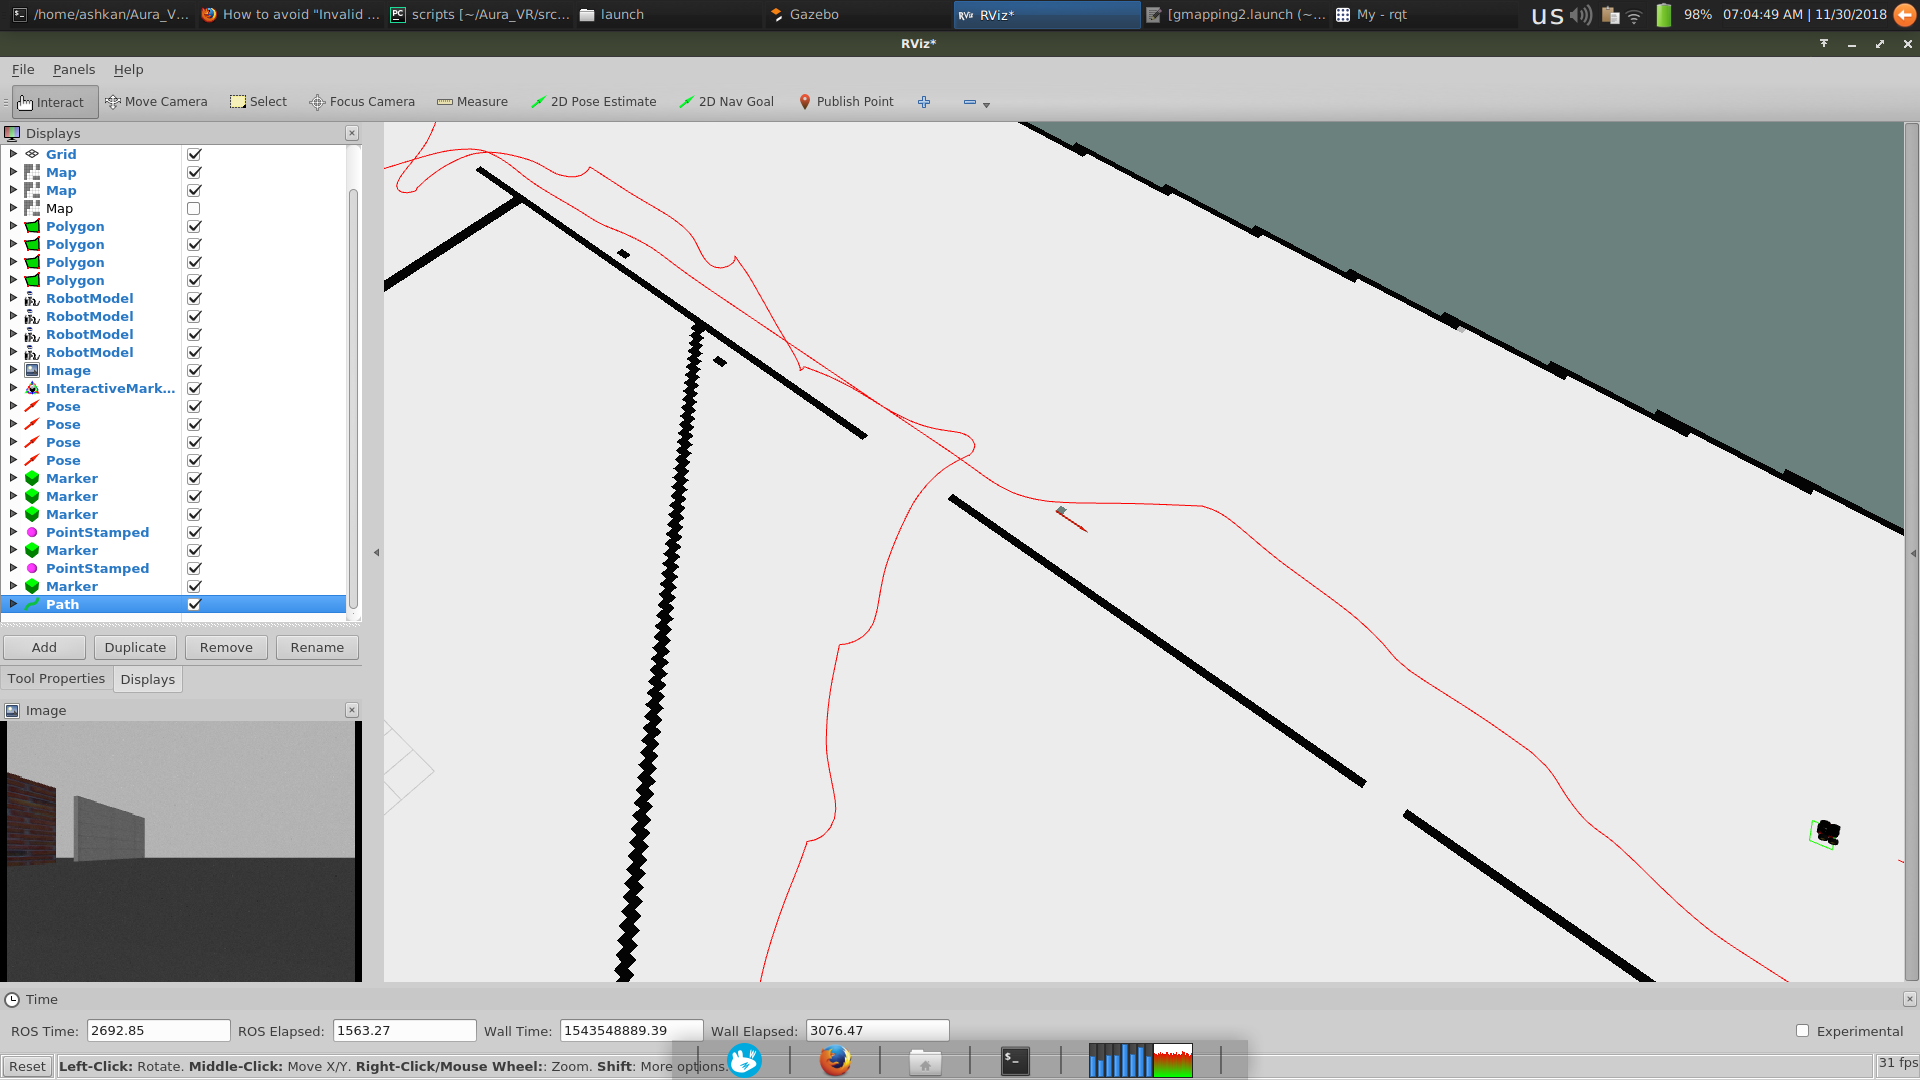 /home/ashkan/Aura_V...
How to avoid "Invalid ...
PC scripts [~/Aura_VR/src...
launch
Gazebo
RViz RViz*
[gmapping2.launch (~...
My - rqt
us
98%
07:04:49 AM | 11/30/2018
RViz*
File Panels Help
Interact Move Camera Select Focus Camera Measure 2D Pose Estimate 2D Nav Goal Publish Point
Displays
Grid
Map
Map
Map
Polygon
Polygon
Polygon
Polygon
RobotModel
RobotModel
RobotModel
RobotModel
Image
InteractiveMark...
Pose
Pose
Pose
Pose
Marker
Marker
Marker
PointStamped
Marker
PointStamped
Marker
Path
Add Duplicate Remove Rename
Tool Properties Displays
Image
Time
ROS Time: 2692.85 ROS Elapsed: 1563.27 Wall Time: 1543548889.39 Wall Elapsed: 3076.47 Experimental
Reset Left-Click: Rotate. Middle-Click: Move X/Y. Right-Click/Mouse Wheel:: Zoom. Shift: More options. 31 fps